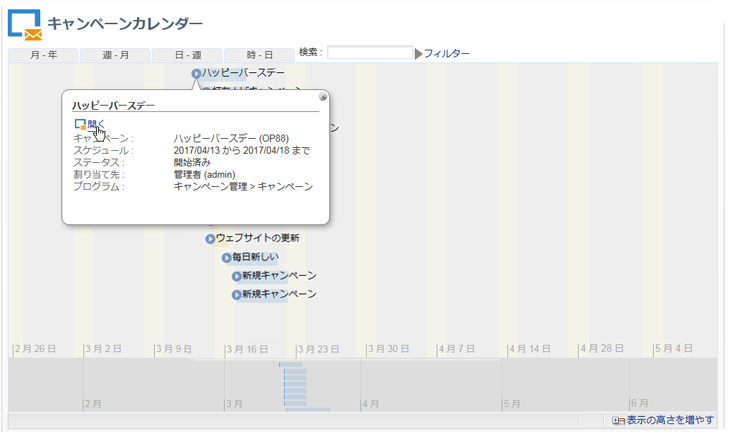 キャンペーンカレンダー
月 - 年 週 - 月 日 - 週 時 - 日 検索 : フィルター
ハッピーバースデー
ハッピーバースデー
開く
キャンペーン : ハッピーバースデー (OP88)
スケジュール : 2017/04/13 から 2017/04/18 まで
ステータス : 開始済み
割り当て先 : 管理者 (admin)
プログラム : キャンペーン管理 > キャンペーン
ン
ウェブサイトの更新
毎日新しい
新規キャンペーン
新規キャンペーン
2 月 26 日 3 月 2 日 3 月 9 日 3 月 16 日 3 月 23 日 3 月 30 日 4 月 7 日 4 月 14 日 4 月 28 日 5 月 4 日
2 月 3 月 4 月 5 月 6 月
表示の高さを増やす